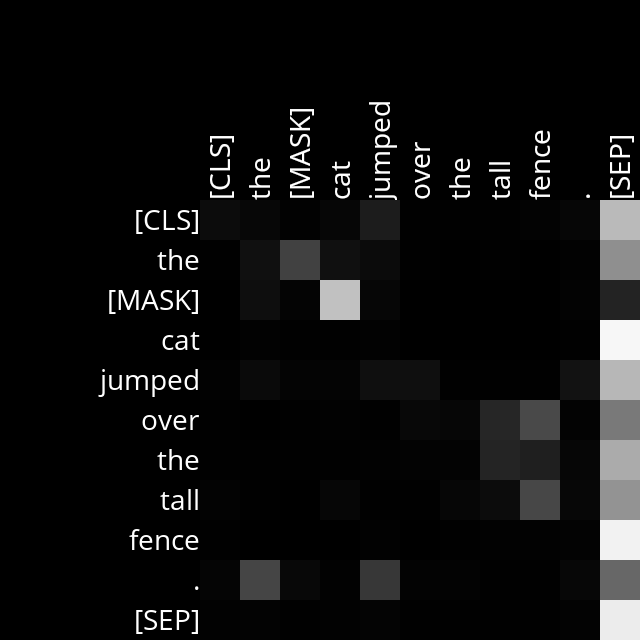 [CLS] the [MASK] cat jumped over the tall fence . [SEP]
[CLS]
the
[MASK]
cat
jumped
over
the
tall
fence
.
[SEP]